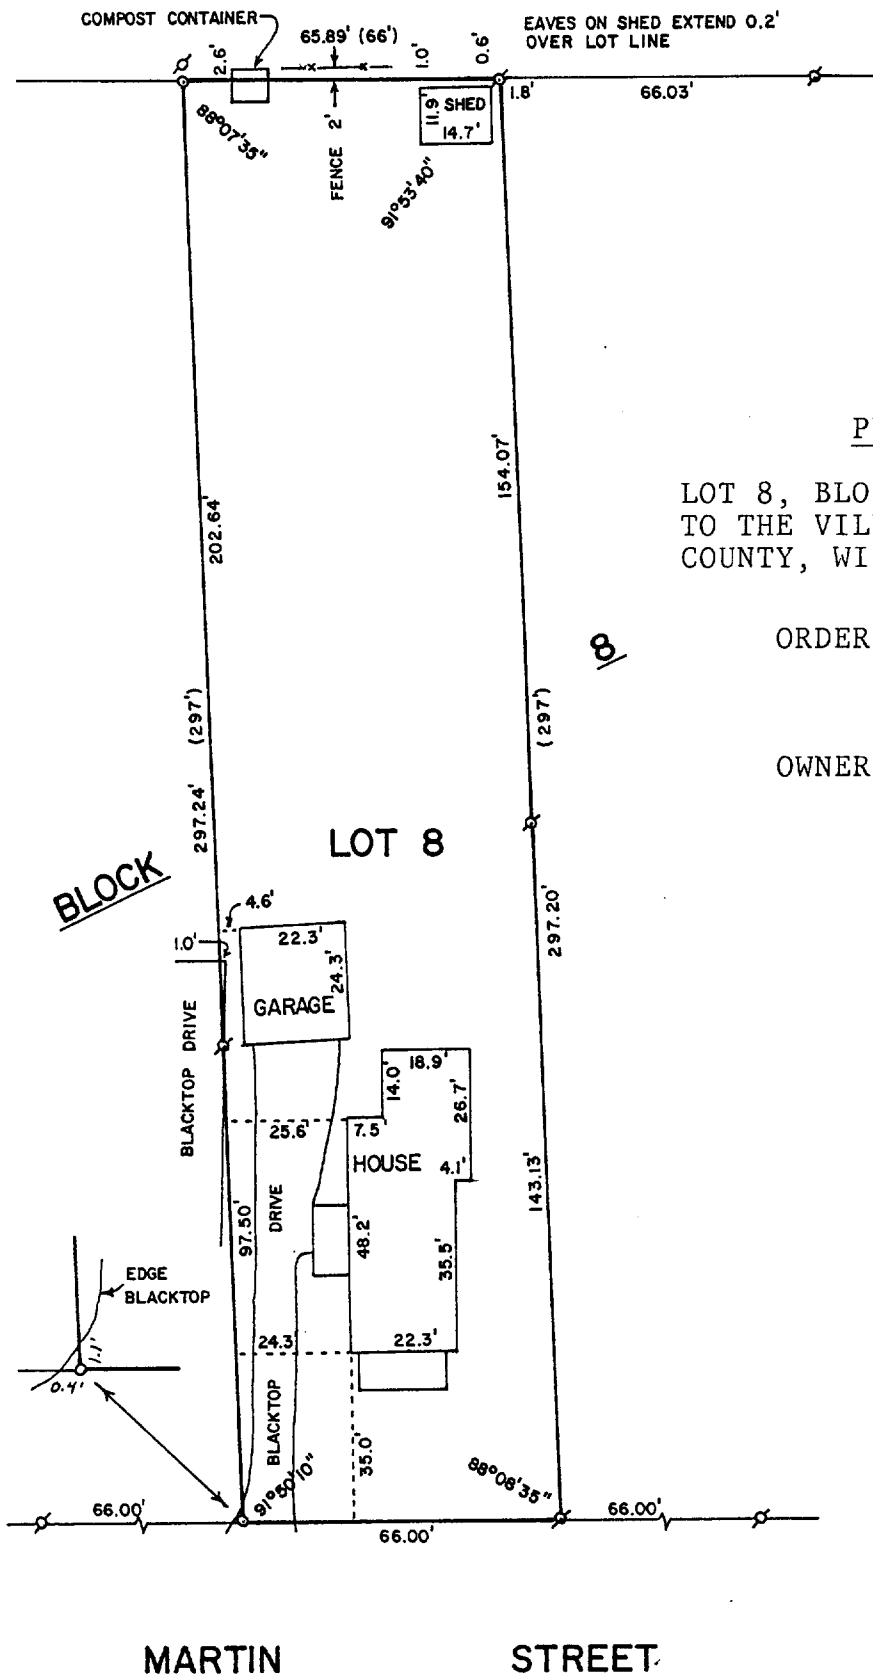 COMPOST CONTAINER
EAVES ON SHED EXTEND 0.2'
OVER LOT LINE
65.89' (66')
2.6'
1.0'
0.6'
1.8'
66.03'
SHED
11.9'
14.7'
88°07'35"
FENCE 2'
91°53'40"
154.07'
202.64'
LOT 8, BLO
TO THE VIL
COUNTY, WI
ORDER
8
(297')
(297')
OWNER
297.24'
LOT 8
BLOCK
297.20'
4.6'
1.0'
22.3'
24.3'
GARAGE
BLACKTOP DRIVE
18.9'
14.0'
26.7'
25.6'
7.5'
HOUSE
4.1'
143.13'
DRIVE
97.50'
48.2'
35.5'
EDGE
BLACKTOP
1.1'
0.4'
24.3'
22.3'
BLACKTOP
35.0'
91°50'10"
88°08'35"
66.00'
66.00'
66.00'
MARTIN STREET